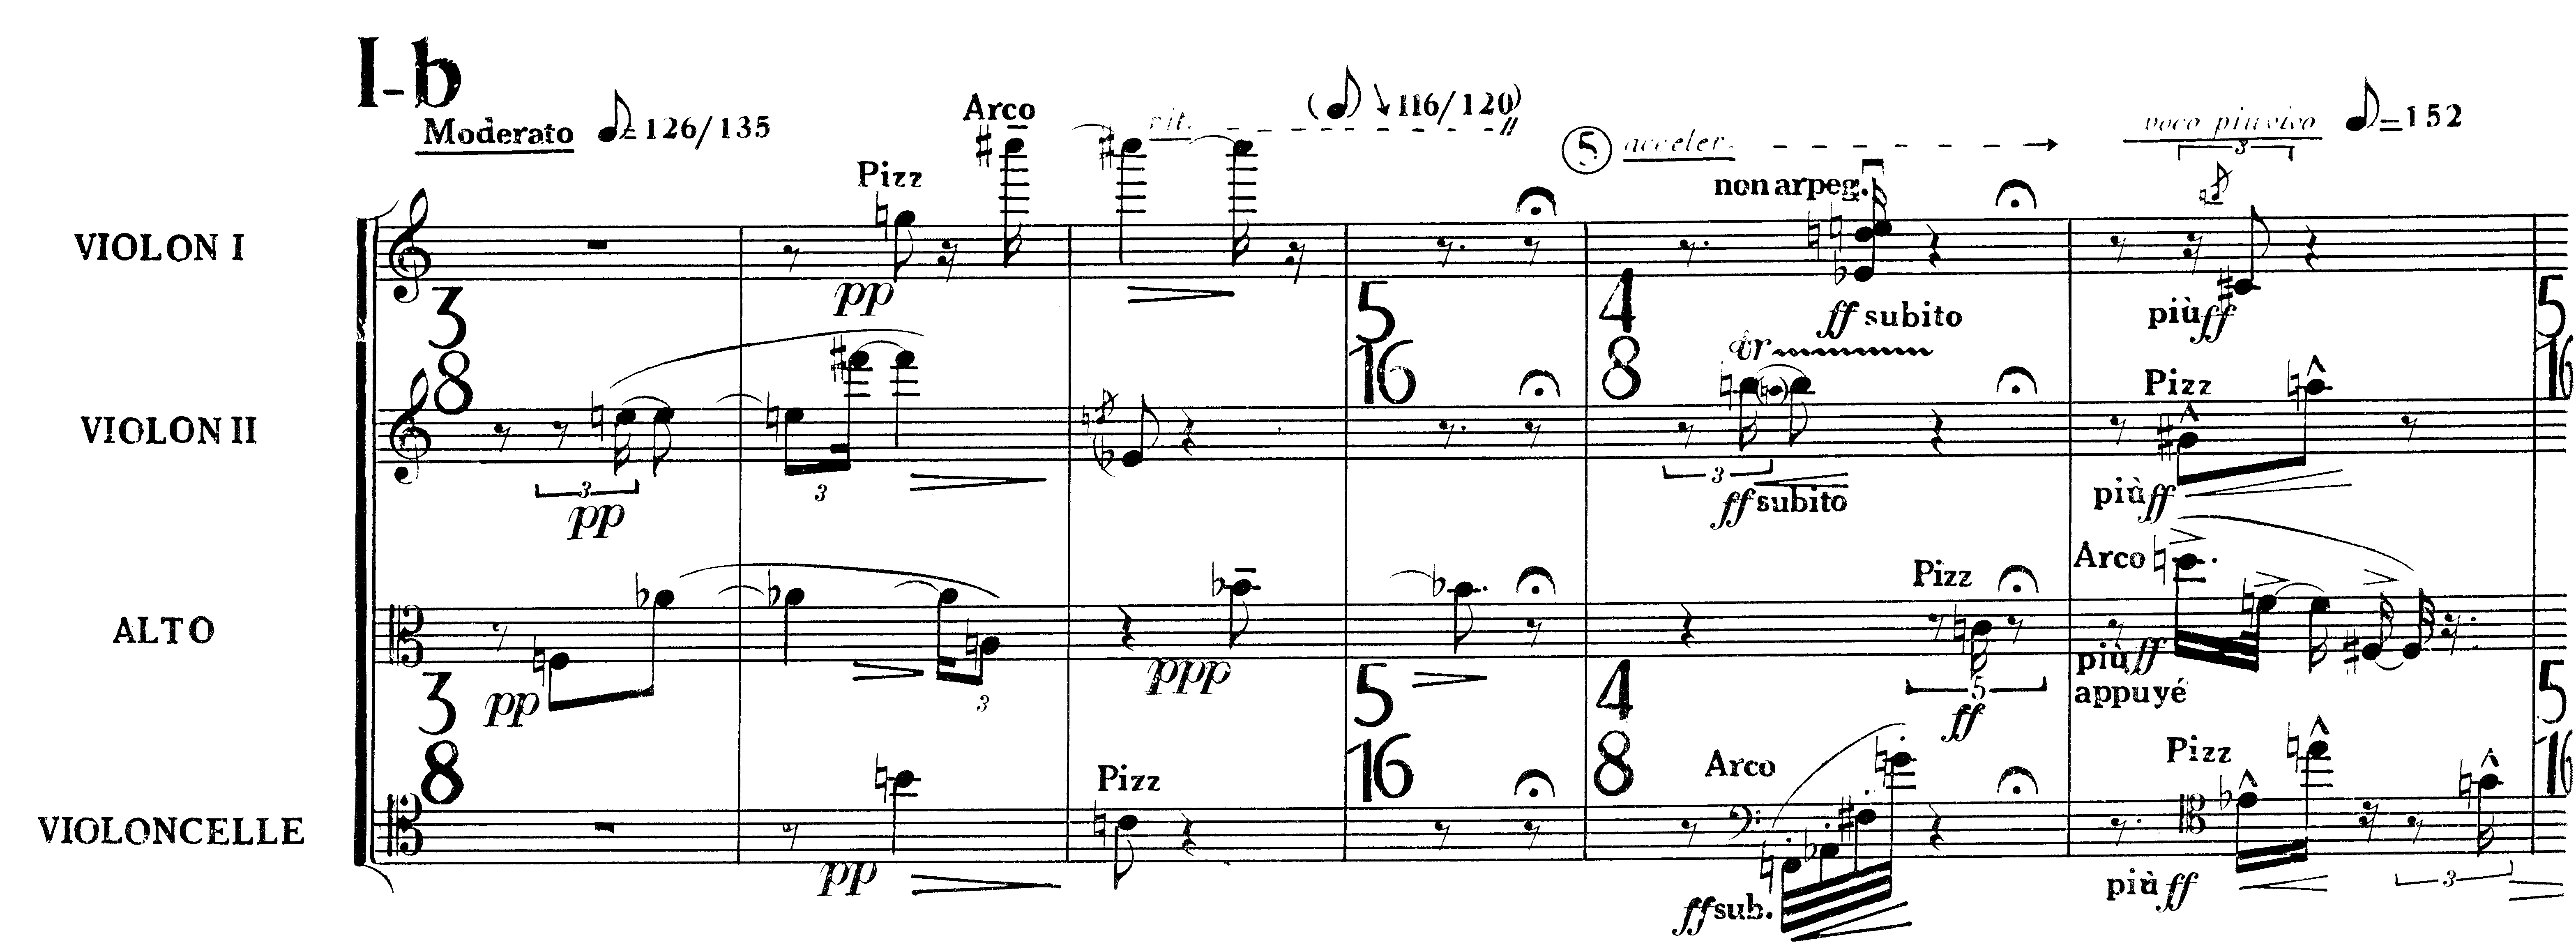 I-b
Moderato ♪=126/135
Arco
rit.
(♪ ↘116/120)
5
acceler.
poco più vivo ♪=152
3
VIOLON I
Pizz
non arpeg.
pp
ff subito
più ff
3 8
5 16
4 8
5 16
tr
VIOLON II
Pizz
3
3
3
pp
ff subito
più ff
ALTO
Pizz
Arco
pp
3
ppp
5
ff
più ff
appuyé
3 8
5 16
4 8
5 16
VIOLONCELLE
Pizz
Arco
Pizz
pp
ff sub.
più ff
3